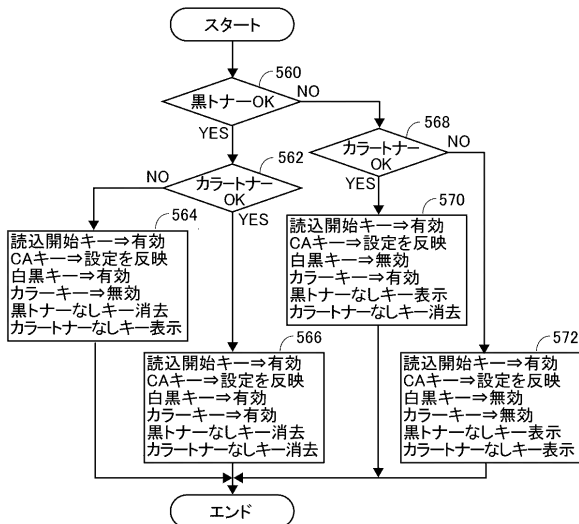 スタート
560
黒トナーOK
NO
YES
568
カラートナー
OK
NO
YES
562
カラートナー
OK
NO
YES
564
読込開始キー⇒有効
CAキー⇒設定を反映
白黒キー⇒有効
カラーキー⇒無効
黒トナーなしキー消去
カラートナーなしキー表示
570
読込開始キー⇒有効
CAキー⇒設定を反映
白黒キー⇒無効
カラーキー⇒有効
黒トナーなしキー表示
カラートナーなしキー消去
566
読込開始キー⇒有効
CAキー⇒設定を反映
白黒キー⇒有効
カラーキー⇒有効
黒トナーなしキー消去
カラートナーなしキー消去
572
読込開始キー⇒有効
CAキー⇒設定を反映
白黒キー⇒無効
カラーキー⇒無効
黒トナーなしキー表示
カラートナーなしキー表示
エンド